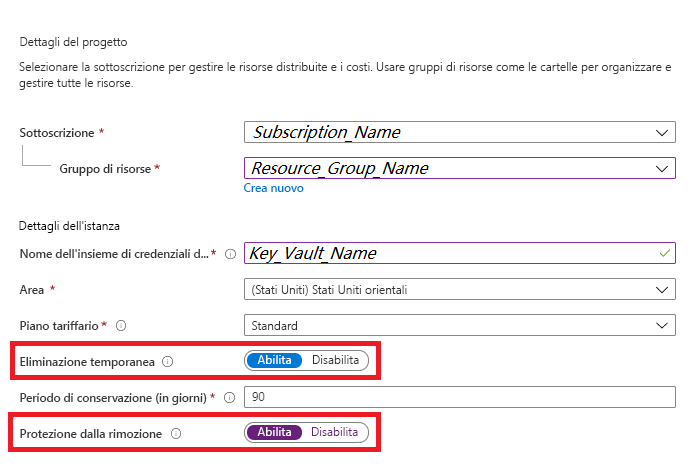 Dettagli del progetto
Selezionare la sottoscrizione per gestire le risorse distribuite e i costi. Usare gruppi di risorse come le cartelle per organizzare e
gestire tutte le risorse.
Sottoscrizione * Subscription_Name
Gruppo di risorse * Resource_Group_Name
Crea nuovo
Dettagli dell'istanza
Nome dell'insieme di credenziali d... * Key_Vault_Name
Area * (Stati Uniti) Stati Uniti orientali
Piano tariffario * Standard
Eliminazione temporanea Abilita Disabilita
Periodo di conservazione (in giorni) * 90
Protezione dalla rimozione Abilita Disabilita